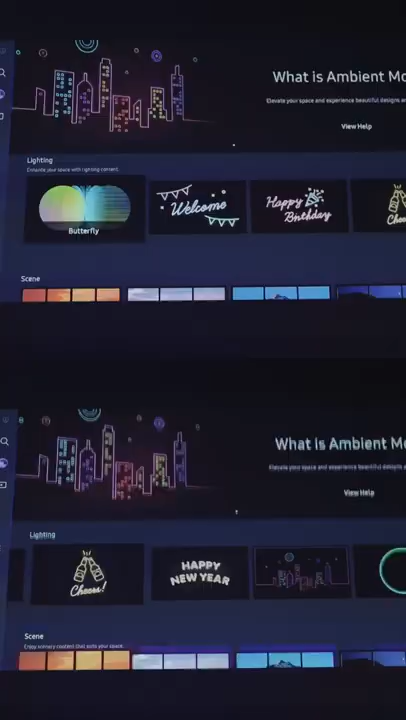 What is Ambient Mo
Elevate your space and experience beautiful designs a
View Help
Lighting
Enhance your space with lighting content.
Butterfly
Welcome
Happy
Birthday
Chee
Scene
What is Ambient Mo
Elevate your space and experience beautiful designs a
View Help
Lighting
Cheers!
HAPPY
NEW YEAR
Scene
Enjoy scenery content that suits your space.